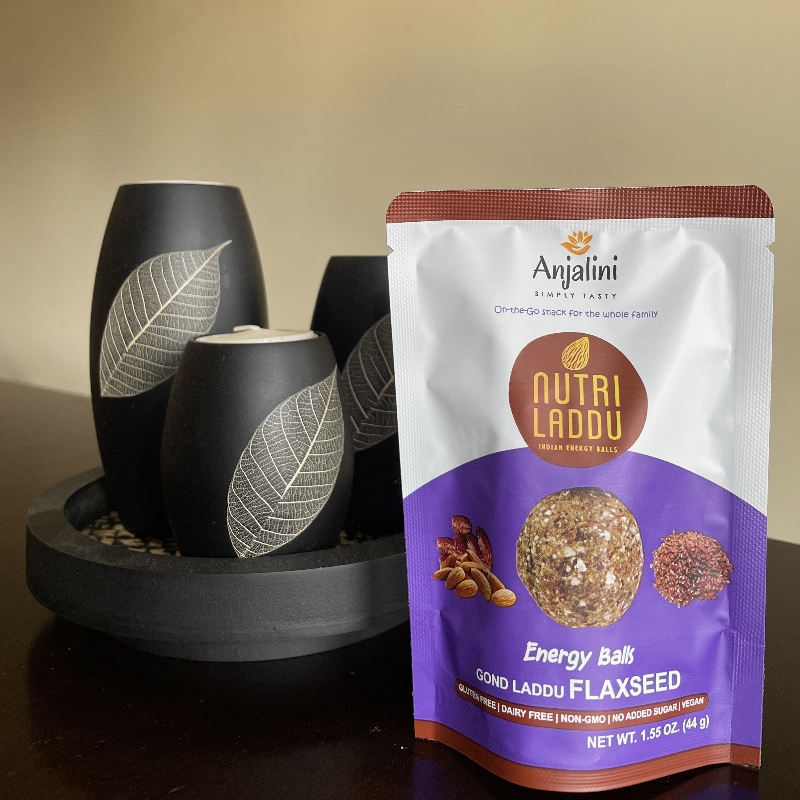 Anjalini
SIMPLY TASTY
On-the-Go snack for the whole family
NUTRI
LADDU
INDIAN ENERGY BALLS
Energy Balls
GOND LADDU FLAXSEED
GLUTEN FREE | DAIRY FREE | NON-GMO | NO ADDED SUGAR | VEGAN
NET WT. 1.55 OZ. (44 g)